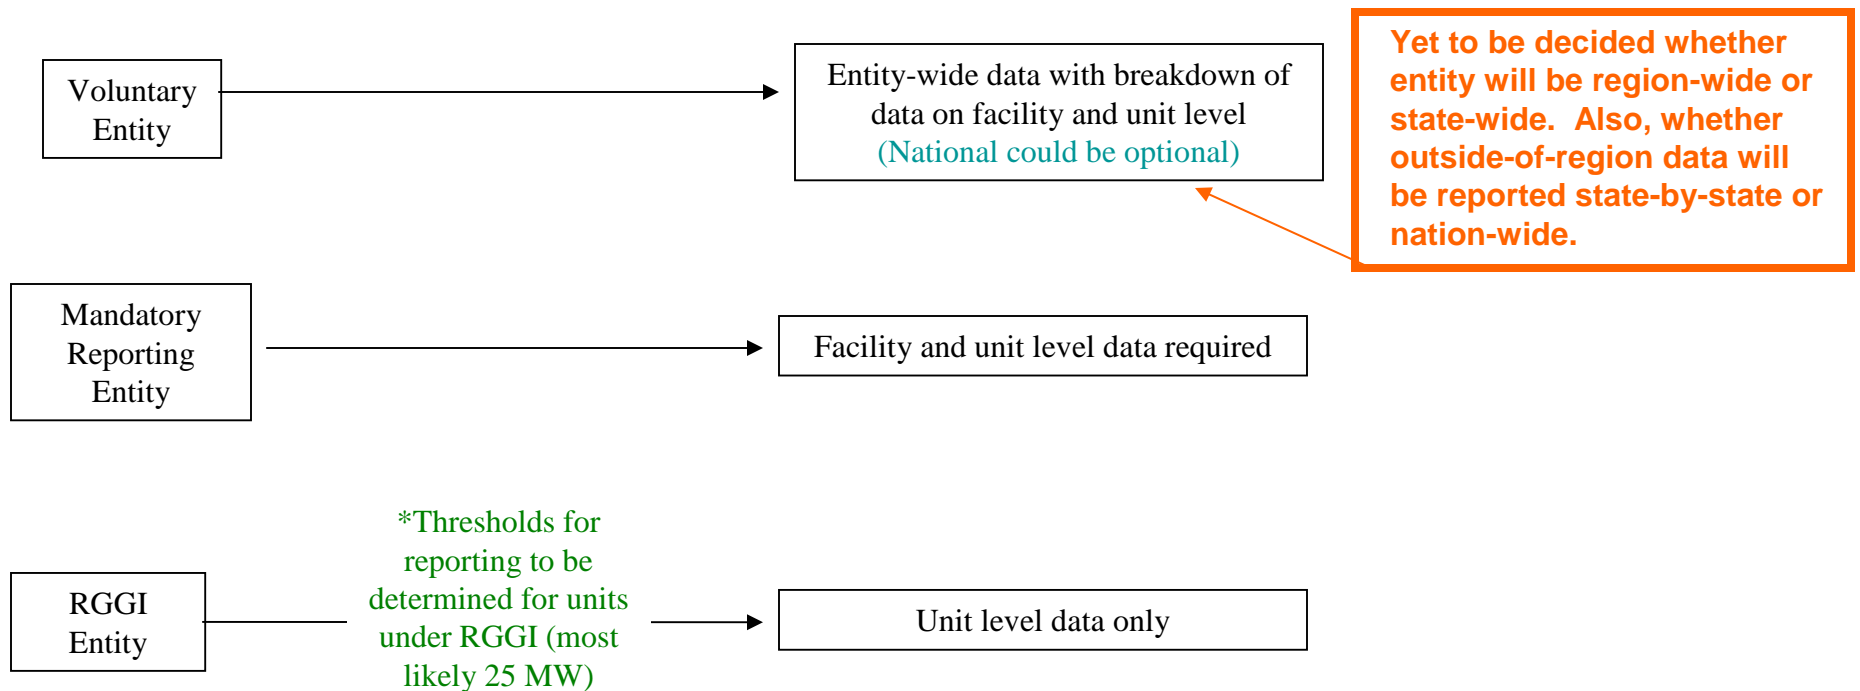 Voluntary
Entity
Entity-wide data with breakdown of
data on facility and unit level
(National could be optional)
Yet to be decided whether
entity will be region-wide or
state-wide.  Also, whether
outside-of-region data will
be reported state-by-state or
nation-wide.
Mandatory
Reporting
Entity
Facility and unit level data required
RGGI
Entity
*Thresholds for
reporting to be
determined for units
under RGGI (most
likely 25 MW)
Unit level data only